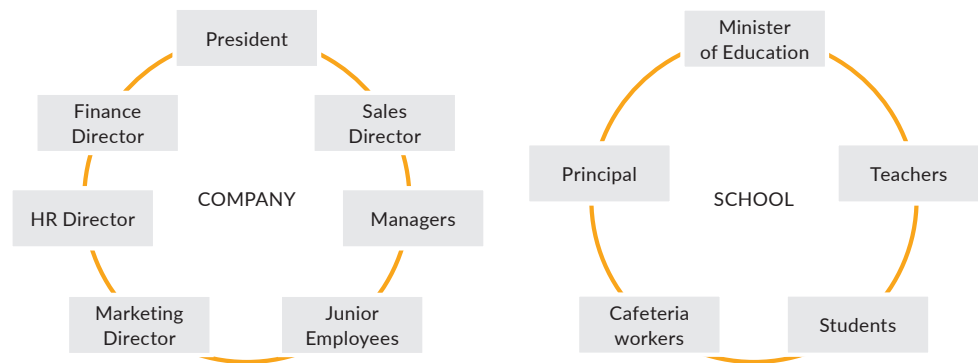 President
Finance
Director
Sales
Director
HR Director
COMPANY
Managers
Marketing
Director
Junior
Employees
Minister
of Education
Principal
SCHOOL
Teachers
Cafeteria
workers
Students